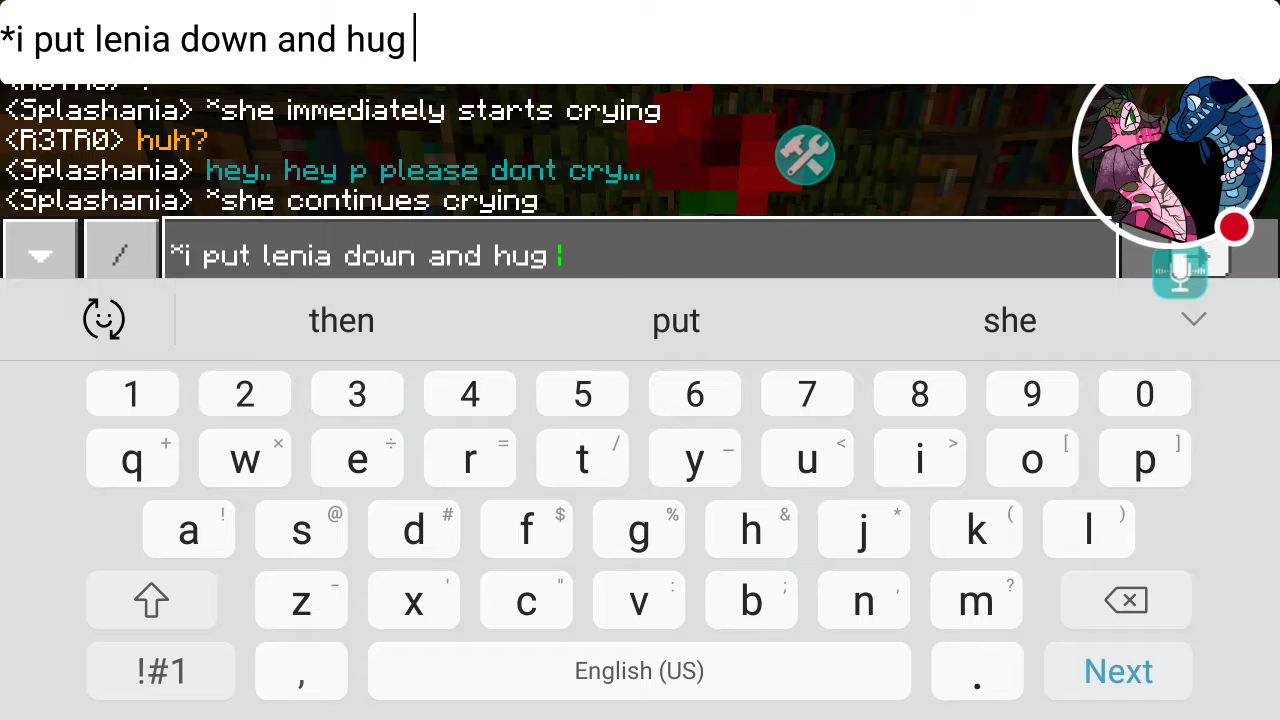 *i put lenia down and hug
<Splashania> *she immediately starts crying
<R3TR0> huh?
<Splashania> hey.. hey p please dont cry...
<Splashania> *she continues crying
/ *i put lenia down and hug
then put she
1 2 3 4 5 6 7 8 9 0
q + w × e ÷ r = t / y _ u < i > o [ p ]
a ! s @ d # f $ g % h & j * k ( l )
z - x ' c " v : b ; n , m ?
!#1 , English (US) . Next